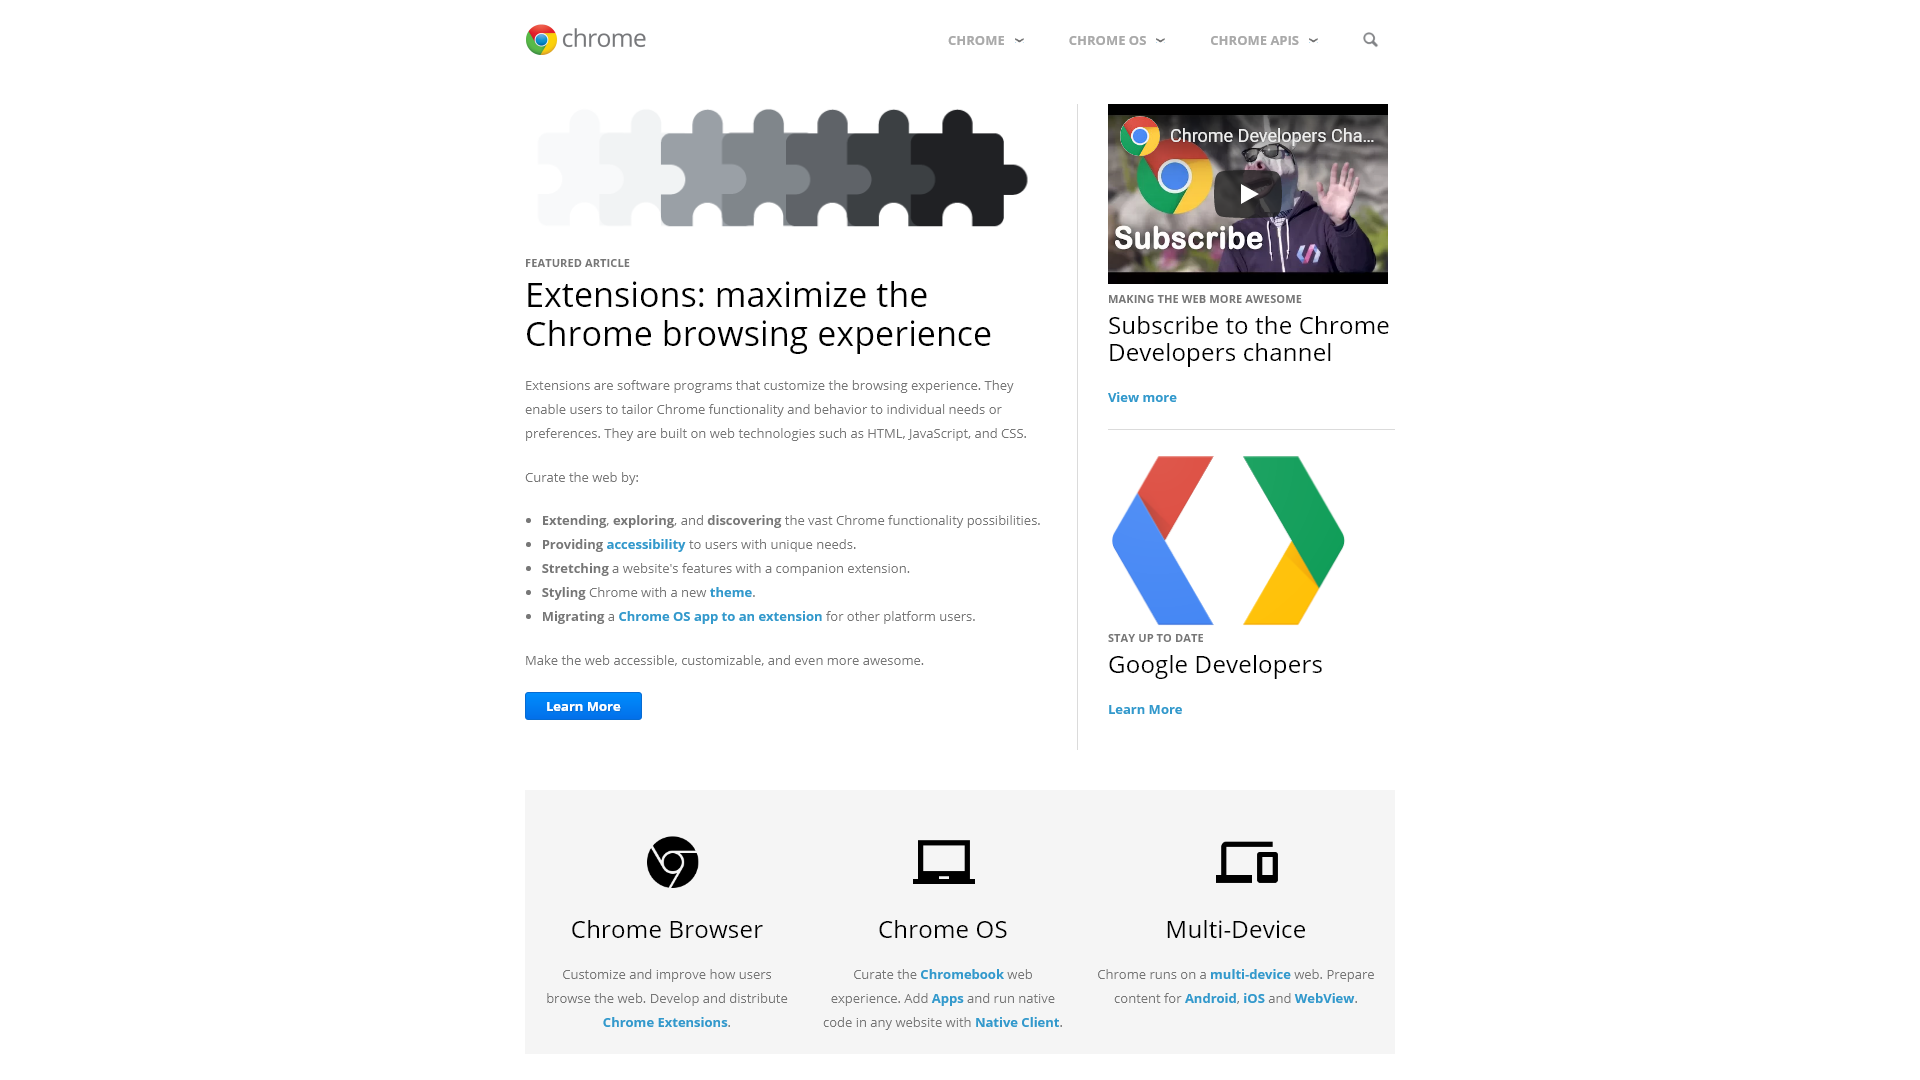 chrome
CHROME
CHROME OS
CHROME APIS
FEATURED ARTICLE
Extensions: maximize the
Chrome browsing experience
Extensions are software programs that customize the browsing experience. They
enable users to tailor Chrome functionality and behavior to individual needs or
preferences. They are built on web technologies such as HTML, JavaScript, and CSS.
Curate the web by:
Extending, exploring, and discovering the vast Chrome functionality possibilities.
Providing accessibility to users with unique needs.
Stretching a website's features with a companion extension.
Styling Chrome with a new theme.
Migrating a Chrome OS app to an extension for other platform users.
Make the web accessible, customizable, and even more awesome.
Learn More
Chrome Developers Cha...
Subscribe
MAKING THE WEB MORE AWESOME
Subscribe to the Chrome
Developers channel
View more
STAY UP TO DATE
Google Developers
Learn More
Chrome Browser
Customize and improve how users
browse the web. Develop and distribute
Chrome Extensions.
Chrome OS
Curate the Chromebook web
experience. Add Apps and run native
code in any website with Native Client.
Multi-Device
Chrome runs on a multi-device web. Prepare
content for Android, iOS and WebView.